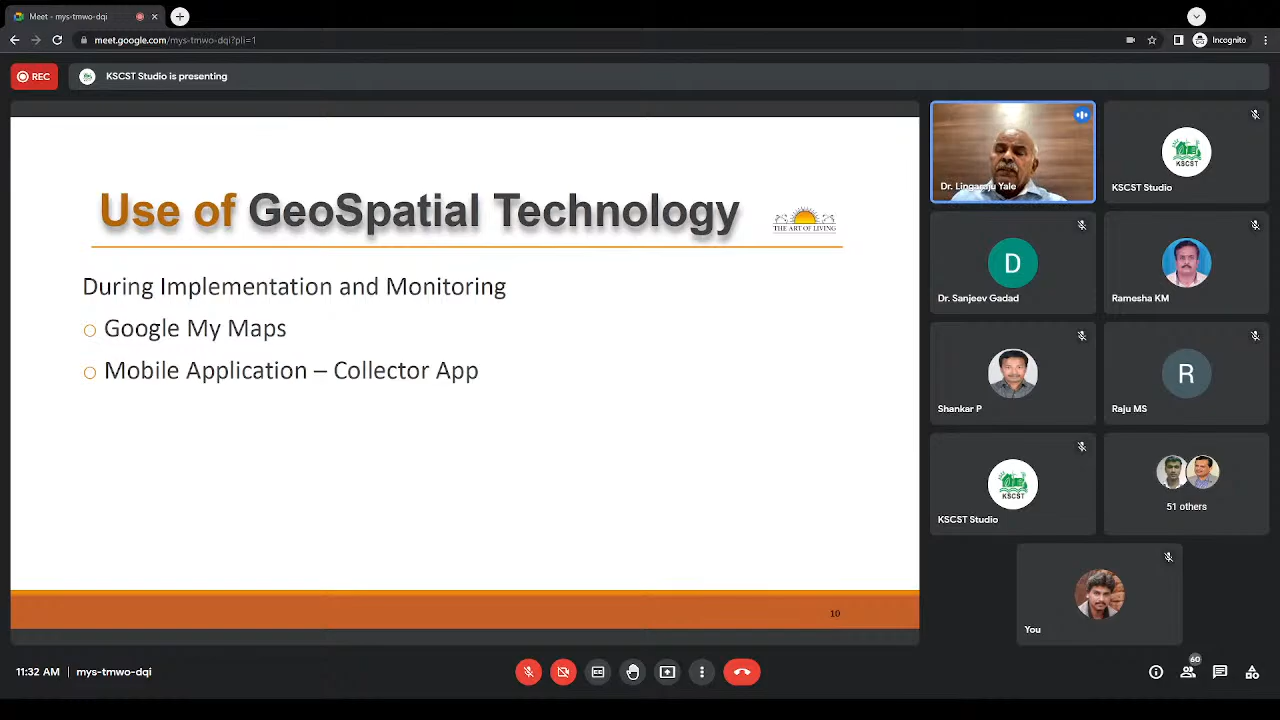 Meet - mys-tmwo-dqi
meet.google.com/mys-tmwo-dqi?pli=1
Incognito
REC
KSCST Studio is presenting
Use of GeoSpatial Technology
THE ART OF LIVING
During Implementation and Monitoring
Google My Maps
Mobile Application – Collector App
10
Dr. Lingaraju Yale
KSCST
KSCST Studio
D
Dr. Sanjeev Gadad
Ramesha KM
Shankar P
R
Raju MS
KSCST
KSCST Studio
51 others
You
11:32 AM | mys-tmwo-dqi
60